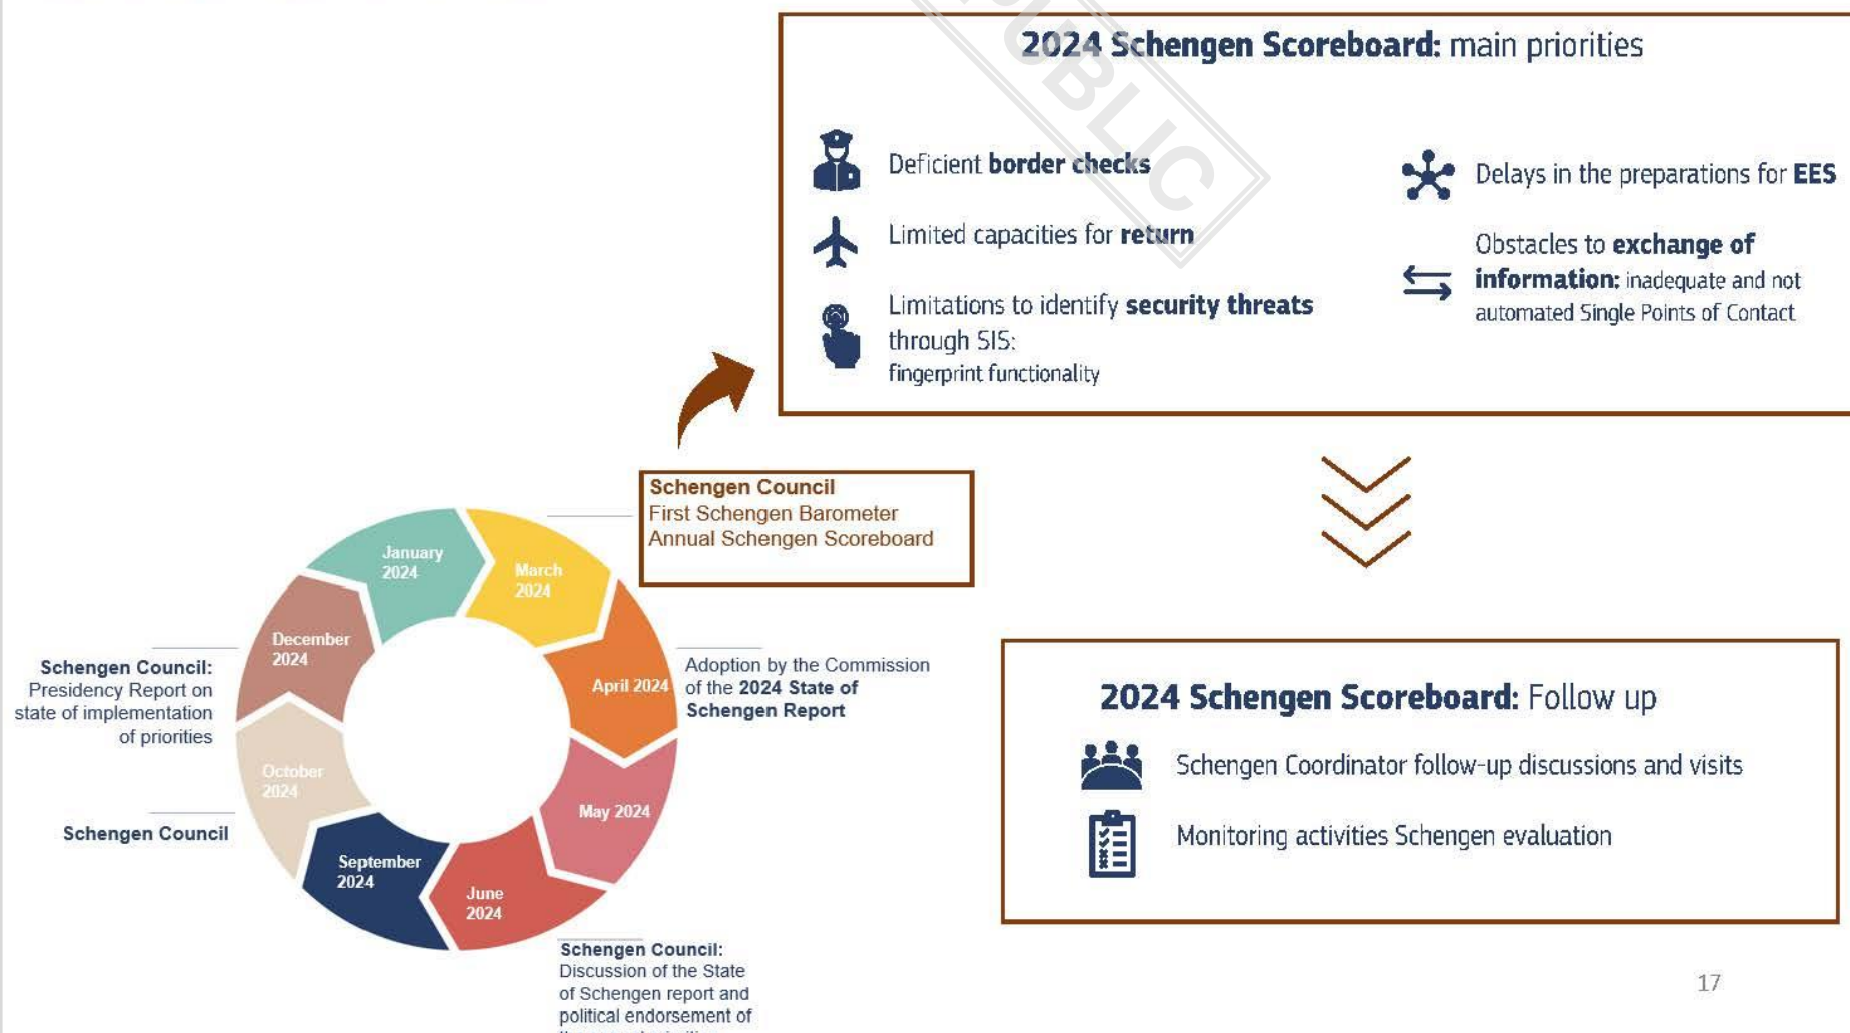 PUBLIC
2024 Schengen Scoreboard: main priorities
Deficient border checks
Limited capacities for return
Limitations to identify security threats
through SIS:
fingerprint functionality
Delays in the preparations for EES
Obstacles to exchange of
information: inadequate and not
automated Single Points of Contact
Schengen Council
First Schengen Barometer
Annual Schengen Scoreboard
January
2024
March
2024
April 2024
May 2024
June
2024
September
2024
October
2024
December
2024
Adoption by the Commission
of the 2024 State of
Schengen Report
Schengen Council:
Presidency Report on
state of implementation
of priorities
Schengen Council
Schengen Council:
Discussion of the State
of Schengen report and
political endorsement of
2024 Schengen Scoreboard: Follow up
Schengen Coordinator follow-up discussions and visits
Monitoring activities Schengen evaluation
17